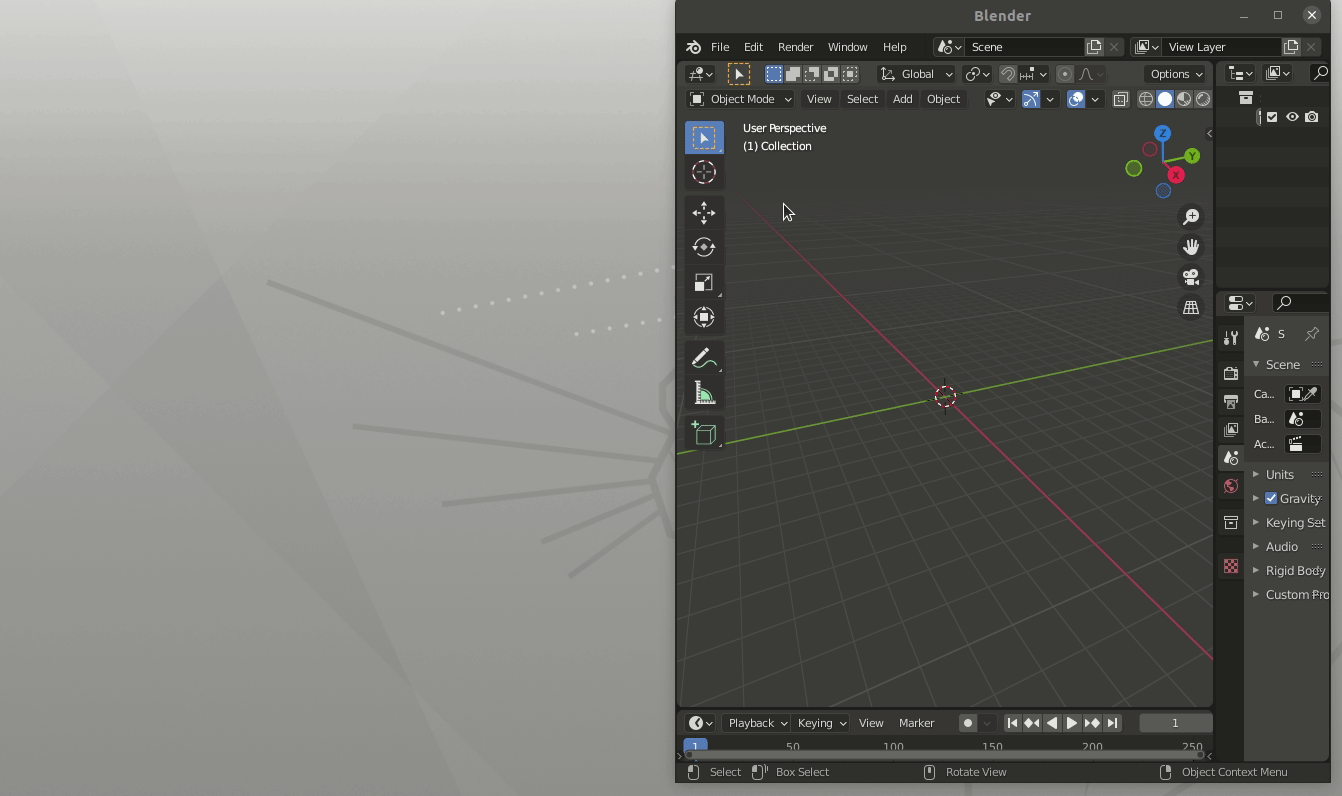 Blender
File Edit Render Window Help Scene View Layer
Global Options
Object Mode View Select Add Object
User Perspective
(1) Collection
Z
Y
X
S
Scene
Ca...
Ba...
Ac...
Units
Gravity
Keying Set
Audio
Rigid Body
Custom Pro
Playback Keying View Marker 1
1 50 100 150 200 250
Select Box Select Rotate View Object Context Menu